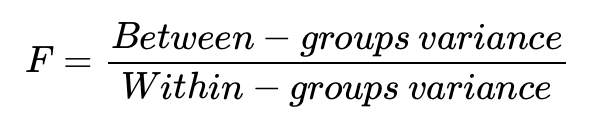 F = Between − groups variance / Within − groups variance